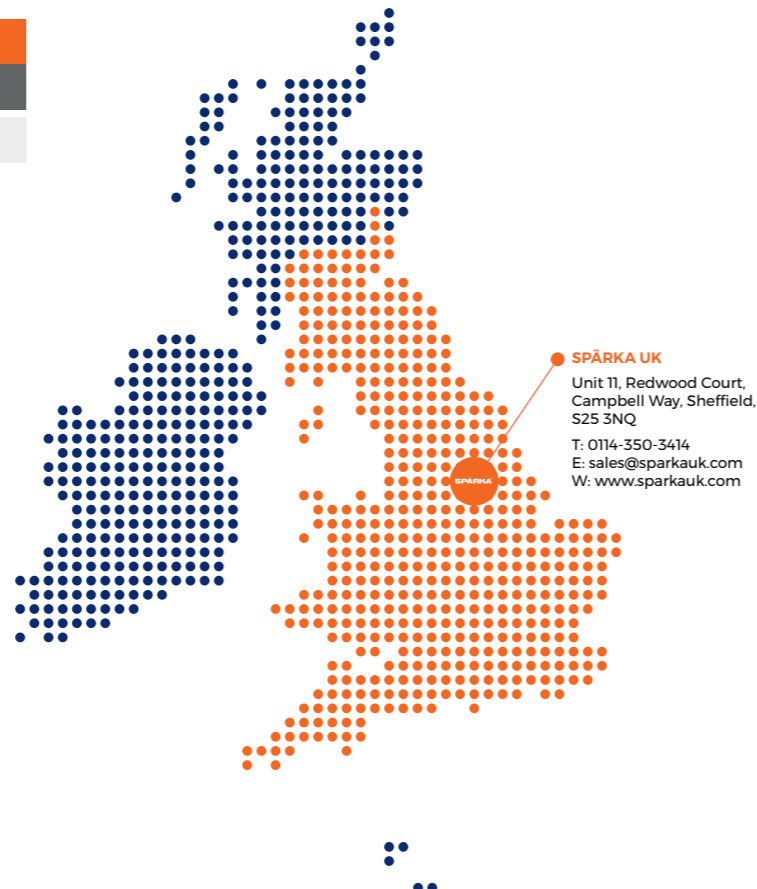 SPÄRKA UK
Unit 11, Redwood Court,
Campbell Way, Sheffield,
S25 3NQ
T: 0114-350-3414
E: sales@sparkauk.com
W: www.sparkauk.com
SPÄRKA